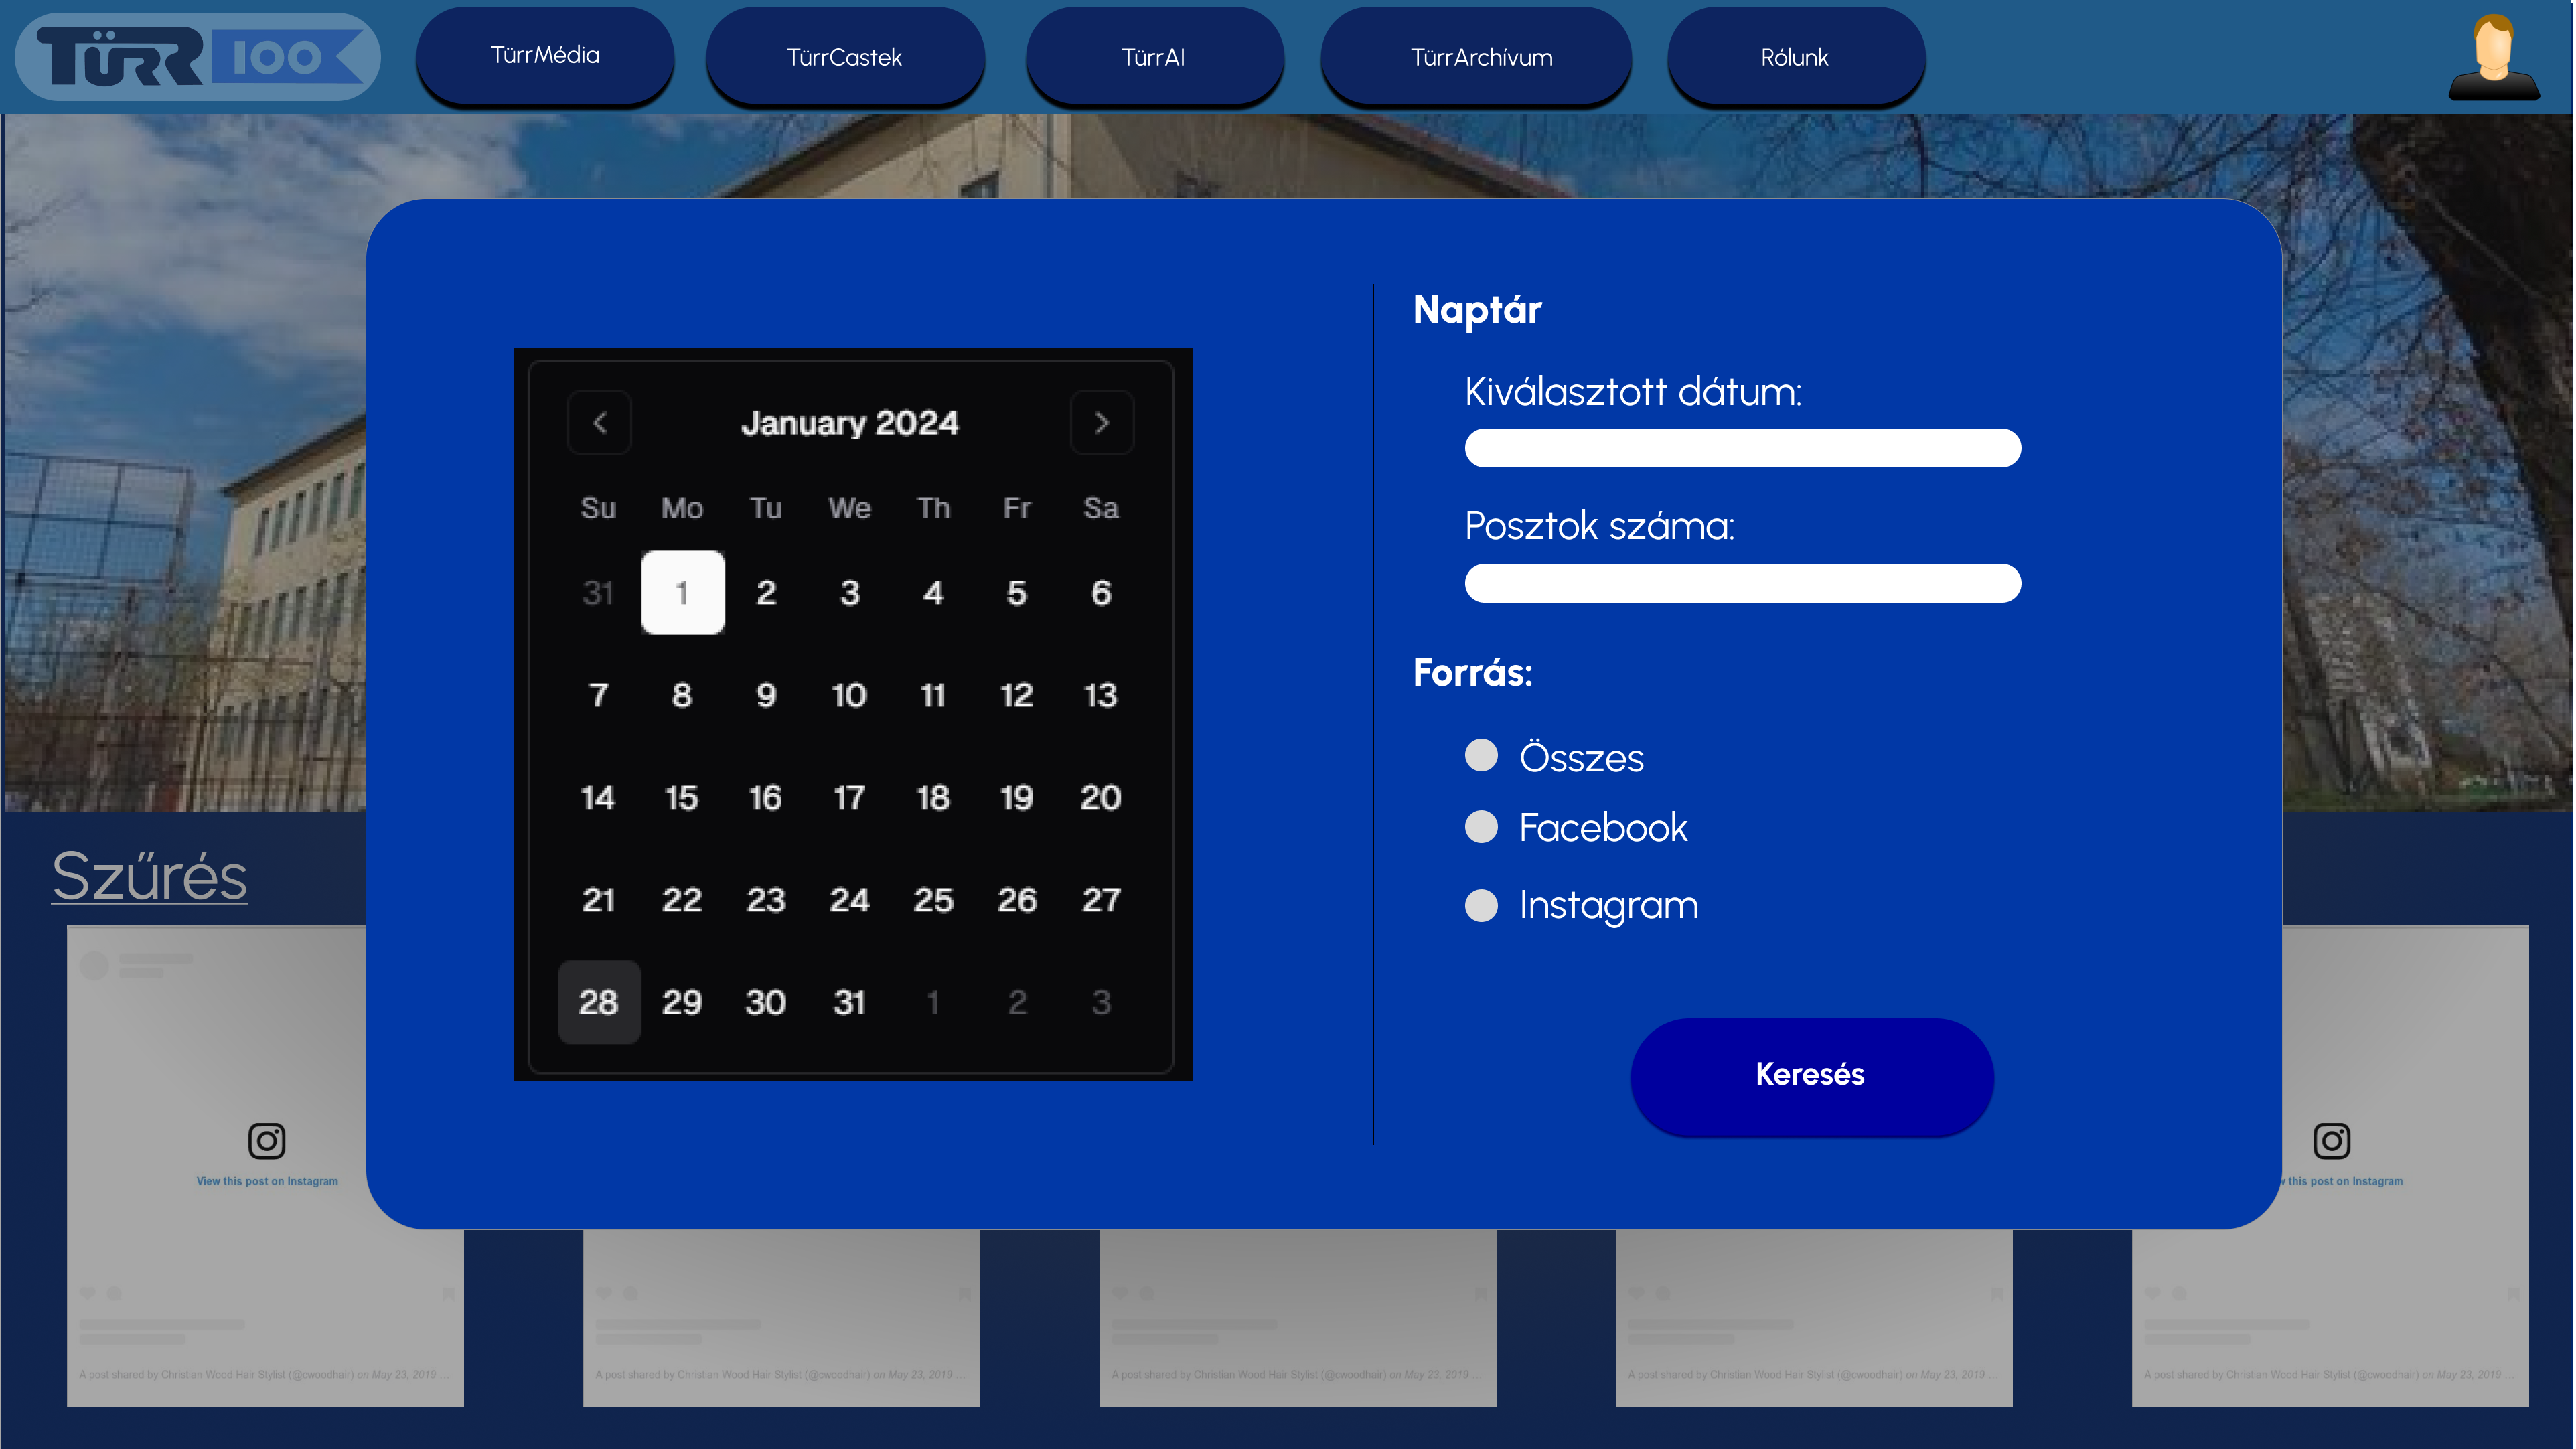 TÜRR 100
TürrMédia
TürrCastek
TürrAI
TürrArchívum
Rólunk
January 2024
Su Mo Tu We Th Fr Sa
31 1 2 3 4 5 6
7 8 9 10 11 12 13
14 15 16 17 18 19 20
21 22 23 24 25 26 27
28 29 30 31 1 2 3
Naptár
Kiválasztott dátum:
Posztok száma:
Forrás:
Összes
Facebook
Instagram
Keresés
Szűrés
View this post on Instagram
this post on Instagram
A post shared by Christian Wood Hair Stylist (@cwoodhair) on May 23, 2019 ...
A post shared by Christian Wood Hair Stylist (@cwoodhair) on May 23, 2019 ...
A post shared by Christian Wood Hair Stylist (@cwoodhair) on May 23, 2019 ...
A post shared by Christian Wood Hair Stylist (@cwoodhair) on May 23, 2019 ...
A post shared by Christian Wood Hair Stylist (@cwoodhair) on May 23, 2019 ...